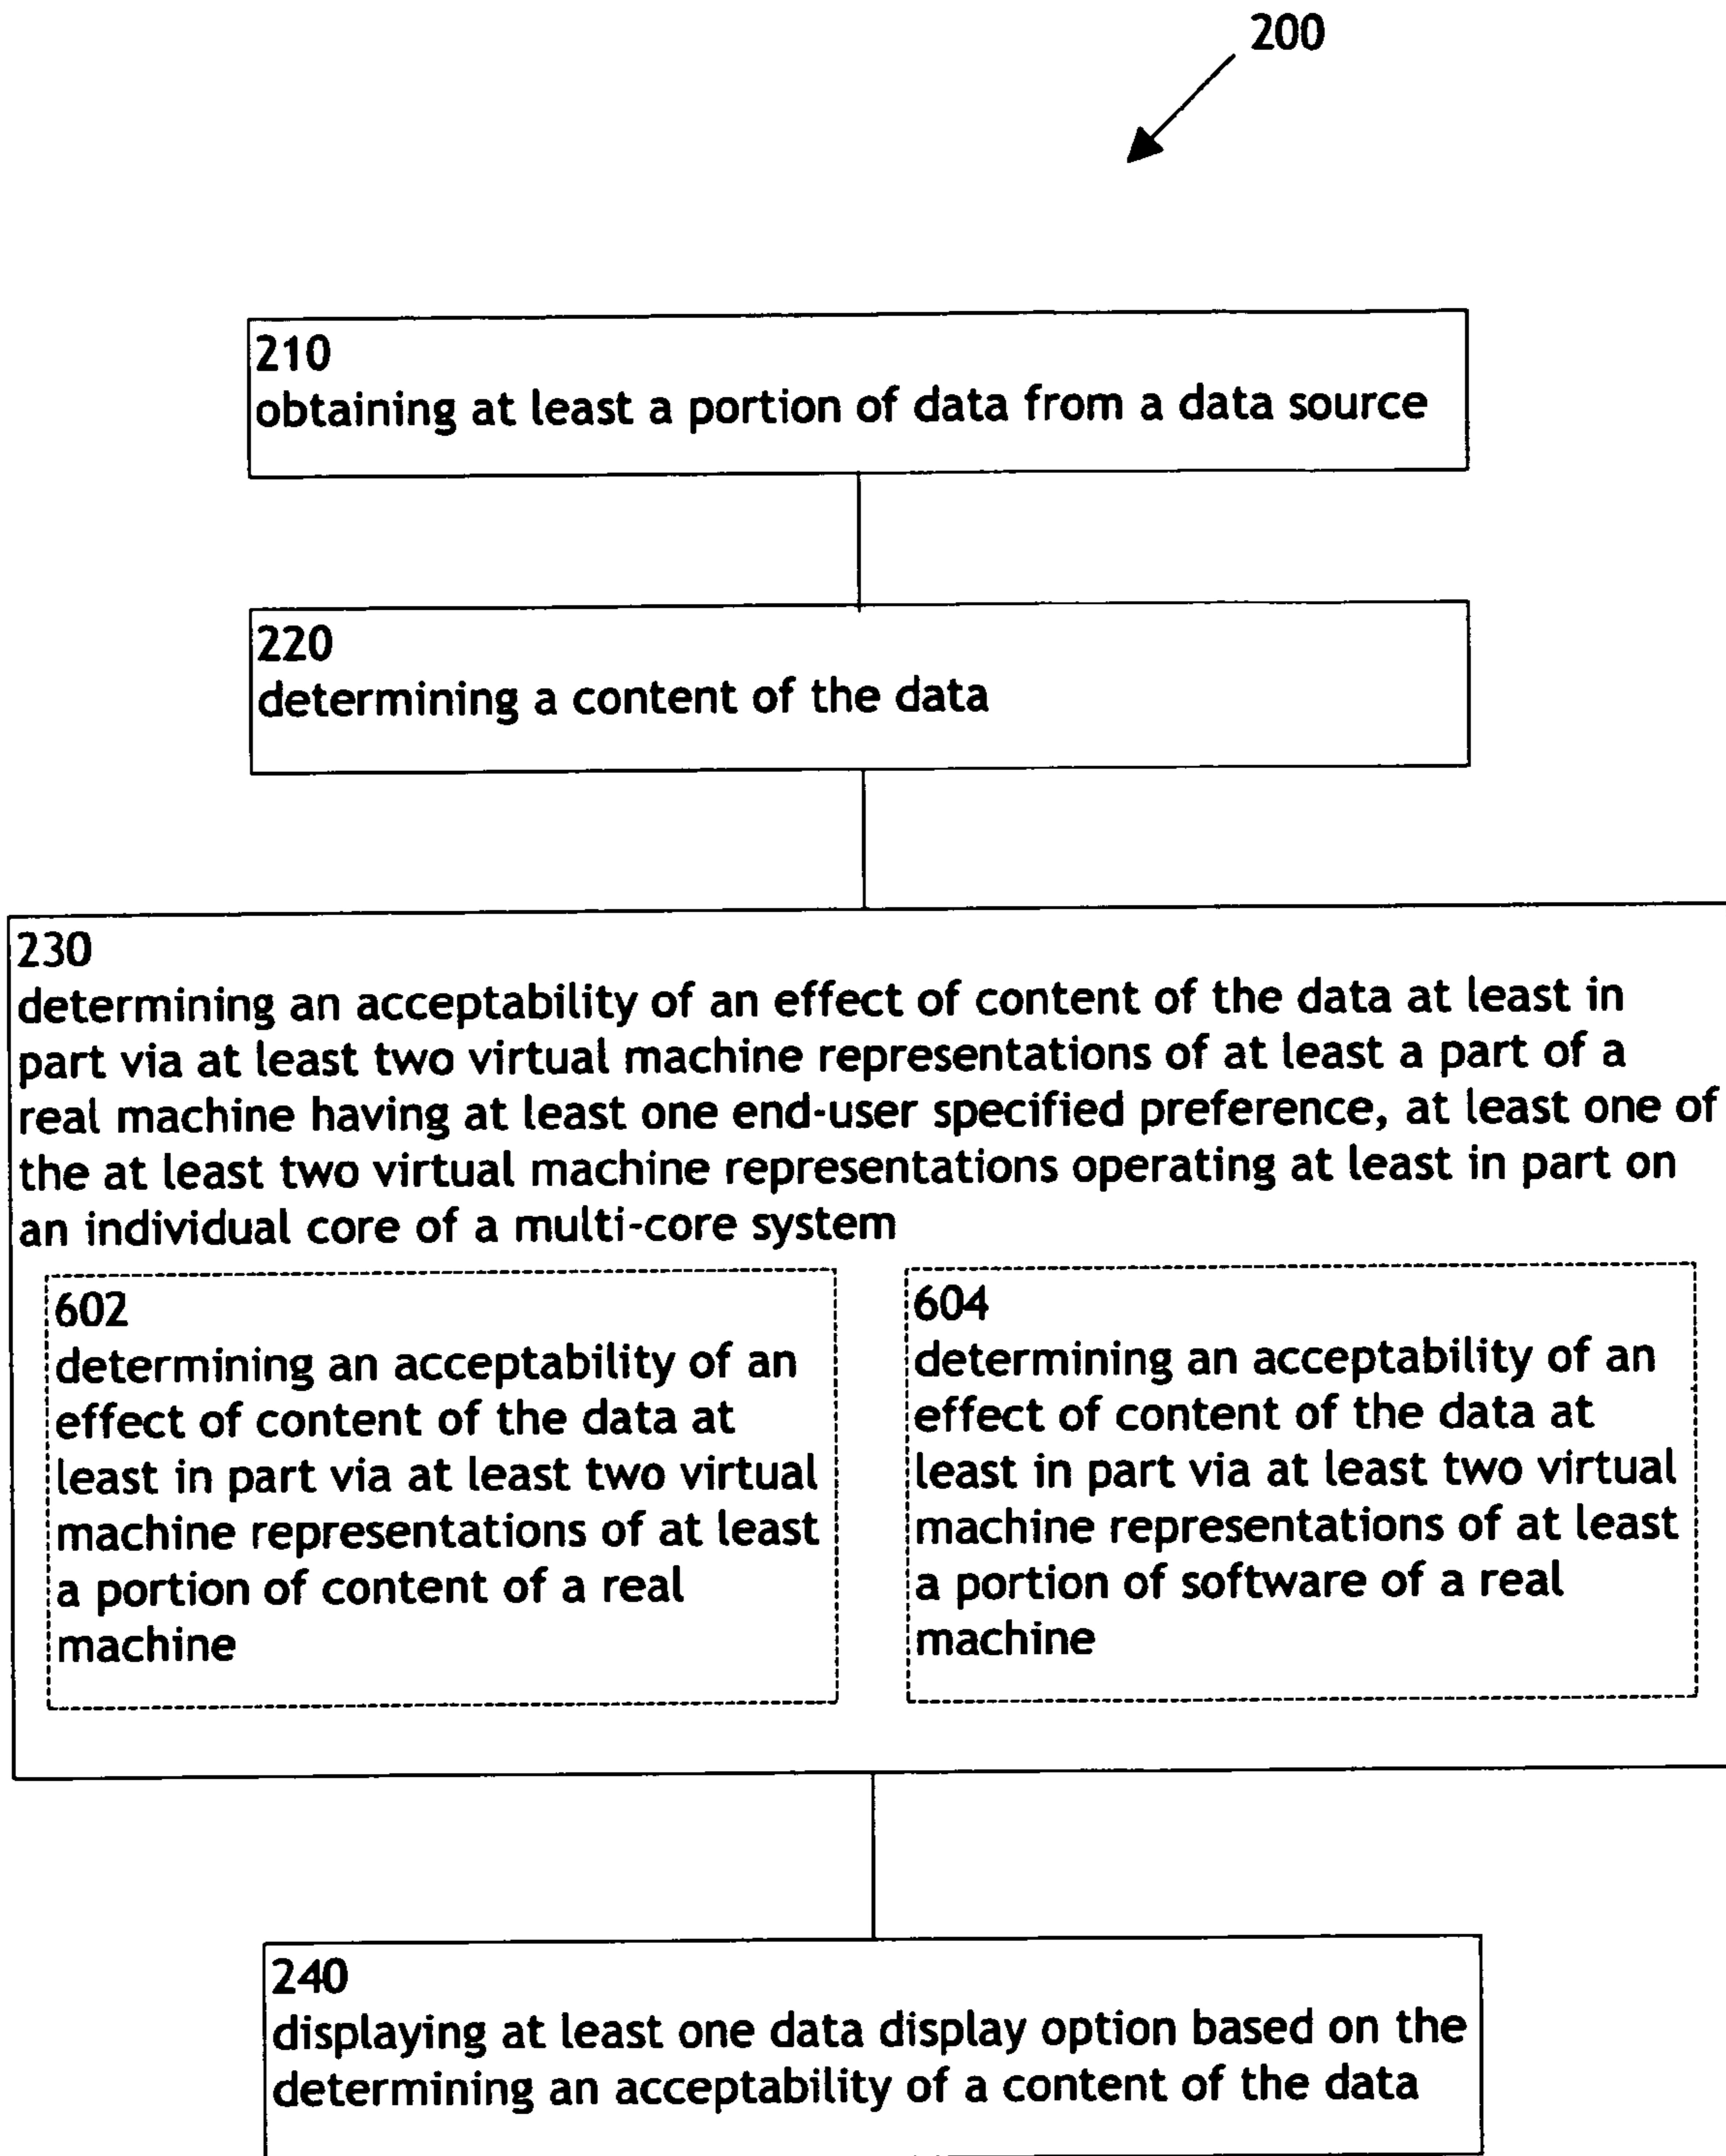 200
210
obtaining at least a portion of data from a data source
220
determining a content of the data
230
determining an acceptability of an effect of content of the data at least in
part via at least two virtual machine representations of at least a part of a
real machine having at least one end-user specified preference, at least one of
the at least two virtual machine representations operating at least in part on
an individual core of a multi-core system
602
determining an acceptability of an
effect of content of the data at
least in part via at least two virtual
machine representations of at least
a portion of content of a real
machine
604
determining an acceptability of an
effect of content of the data at
least in part via at least two virtual
machine representations of at least
a portion of software of a real
machine
240
displaying at least one data display option based on the
determining an acceptability of a content of the data